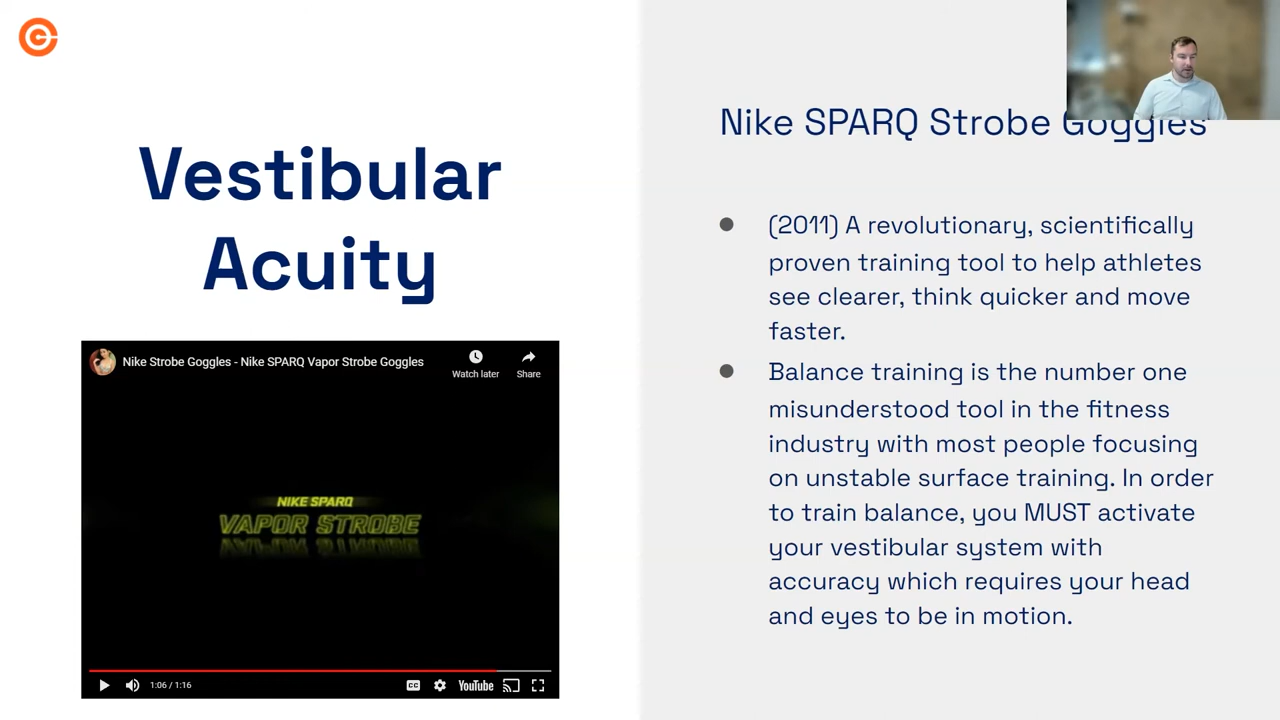 Vestibular
Acuity
Nike Strobe Goggles - Nike SPARQ Vapor Strobe Goggles
Watch later
Share
NIKE SPARQ
VAPOR STROBE
1:06 / 1:16
CC
YouTube
Nike SPARQ Strobe Goggles
(2011) A revolutionary, scientifically
proven training tool to help athletes
see clearer, think quicker and move
faster.
Balance training is the number one
misunderstood tool in the fitness
industry with most people focusing
on unstable surface training. In order
to train balance, you MUST activate
your vestibular system with
accuracy which requires your head
and eyes to be in motion.